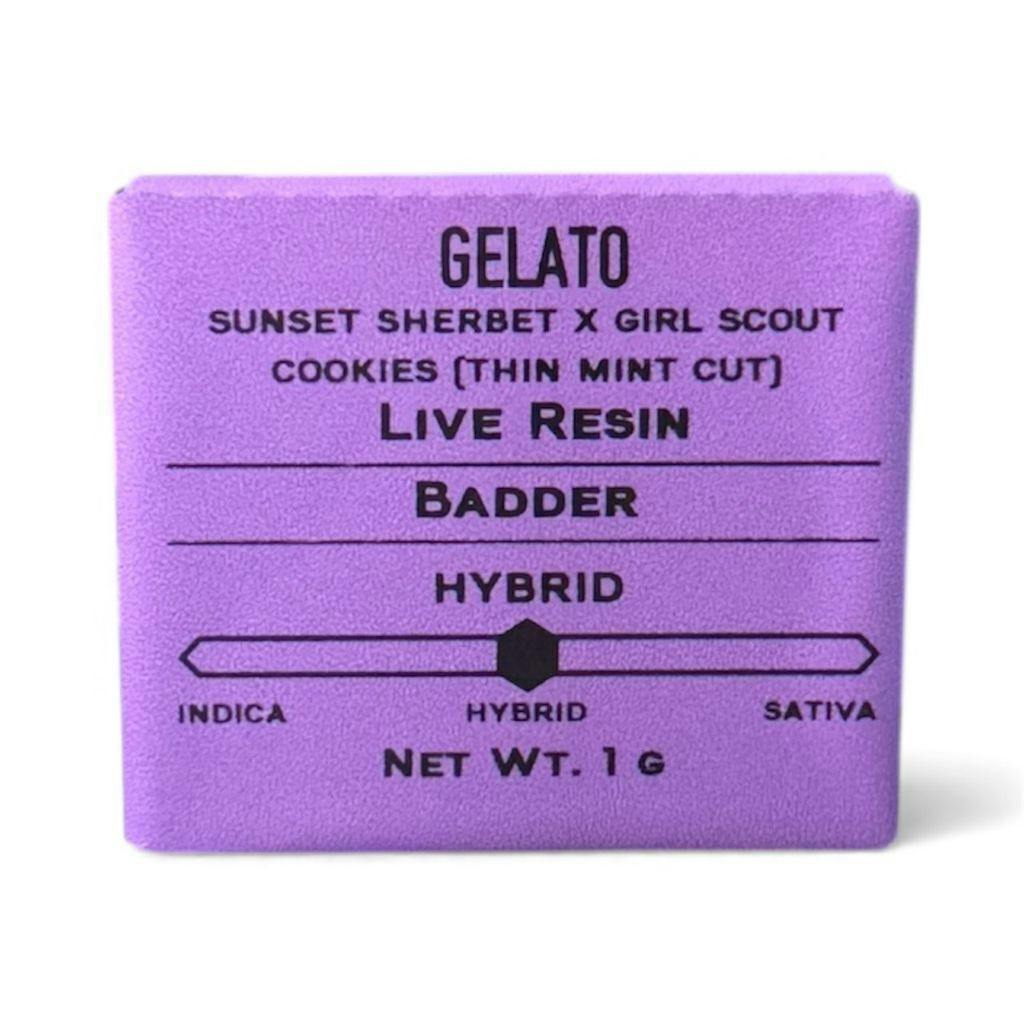 GELATO
SUNSET SHERBET X GIRL SCOUT
COOKIES (THIN MINT CUT)
LIVE RESIN
BADDER
HYBRID
INDICA HYBRID SATIVA
NET WT. 1 G